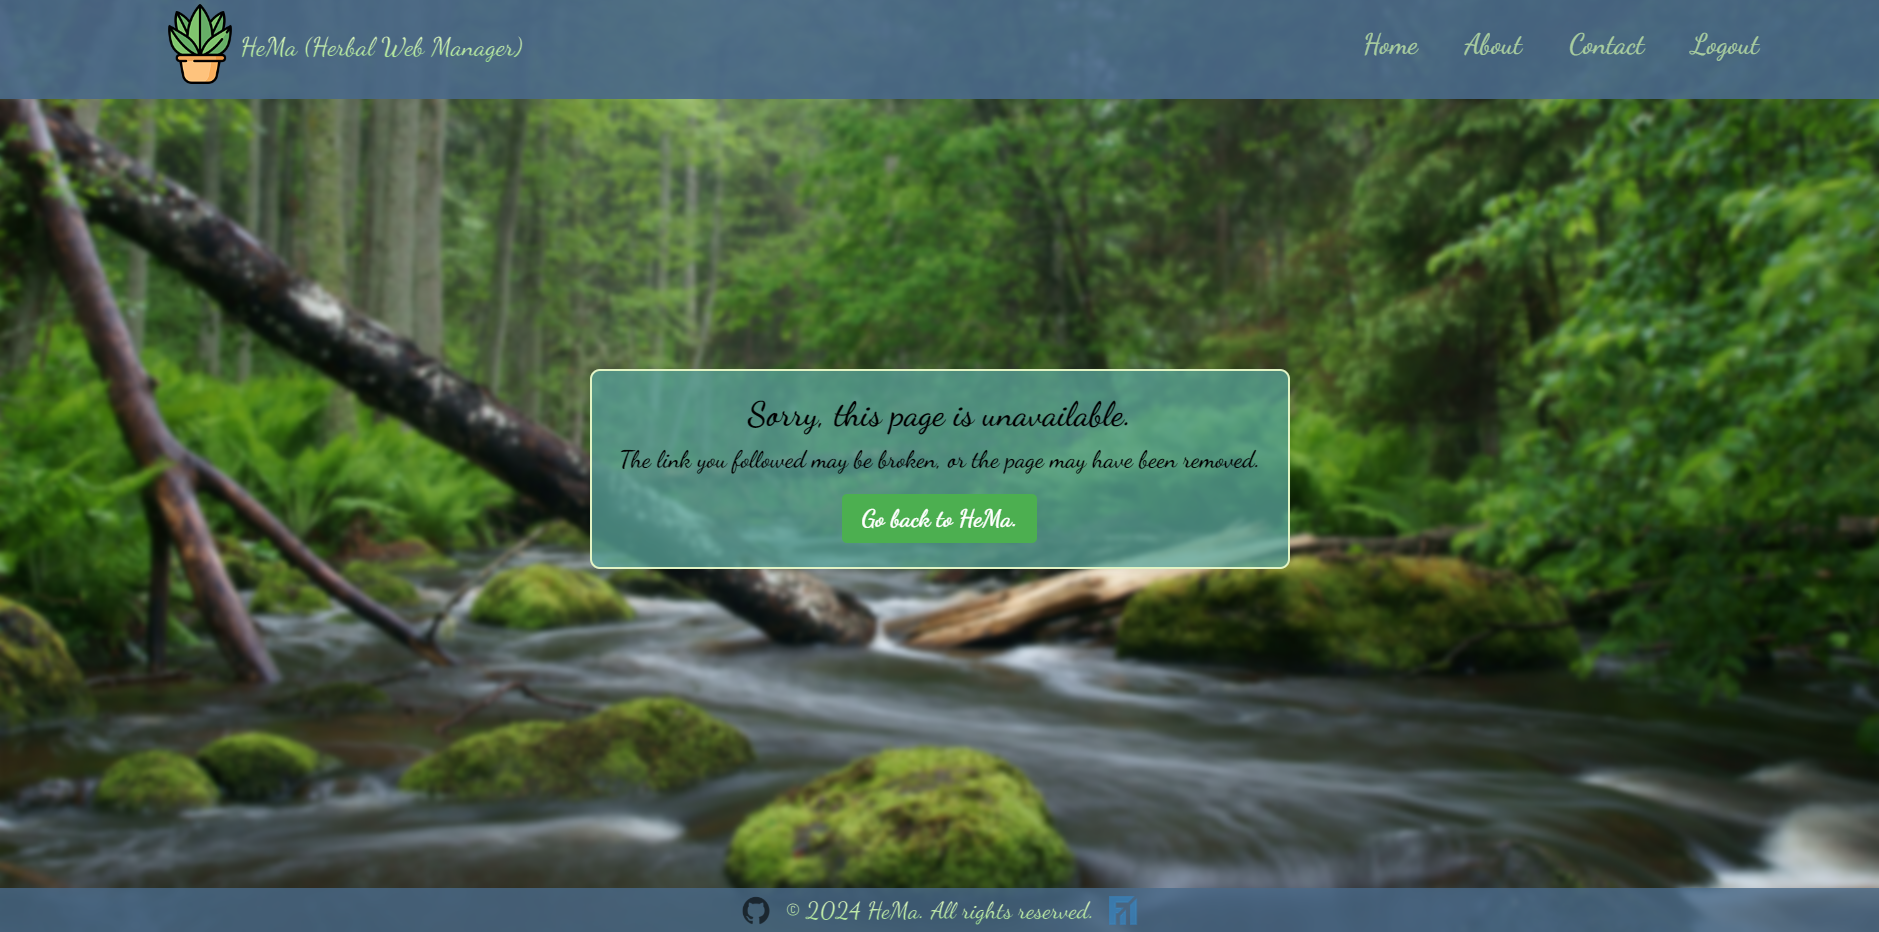 HeMa (Herbal Web Manager)
Home About Contact Logout
Sorry, this page is unavailable.
The link you followed may be broken, or the page may have been removed.
Go back to HeMa.
© 2024 HeMa. All rights reserved.